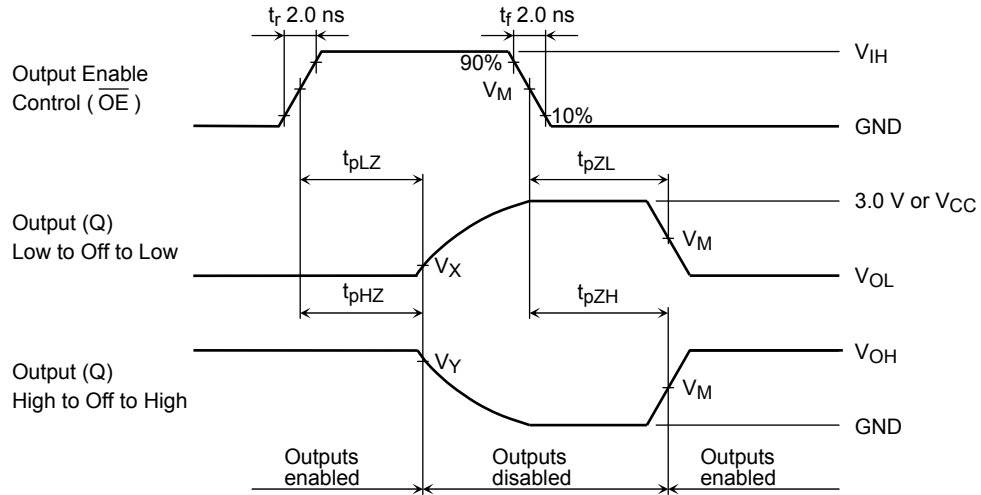 tr 2.0 ns
tf 2.0 ns
Output Enable
Control ( OE )
90%
VM
10%
VIH
GND
tpLZ
tpZL
Output (Q)
Low to Off to Low
VX
VM
3.0 V or VCC
VOL
tpHZ
tpZH
Output (Q)
High to Off to High
VY
VM
VOH
GND
Outputs
enabled
Outputs
disabled
Outputs
enabled